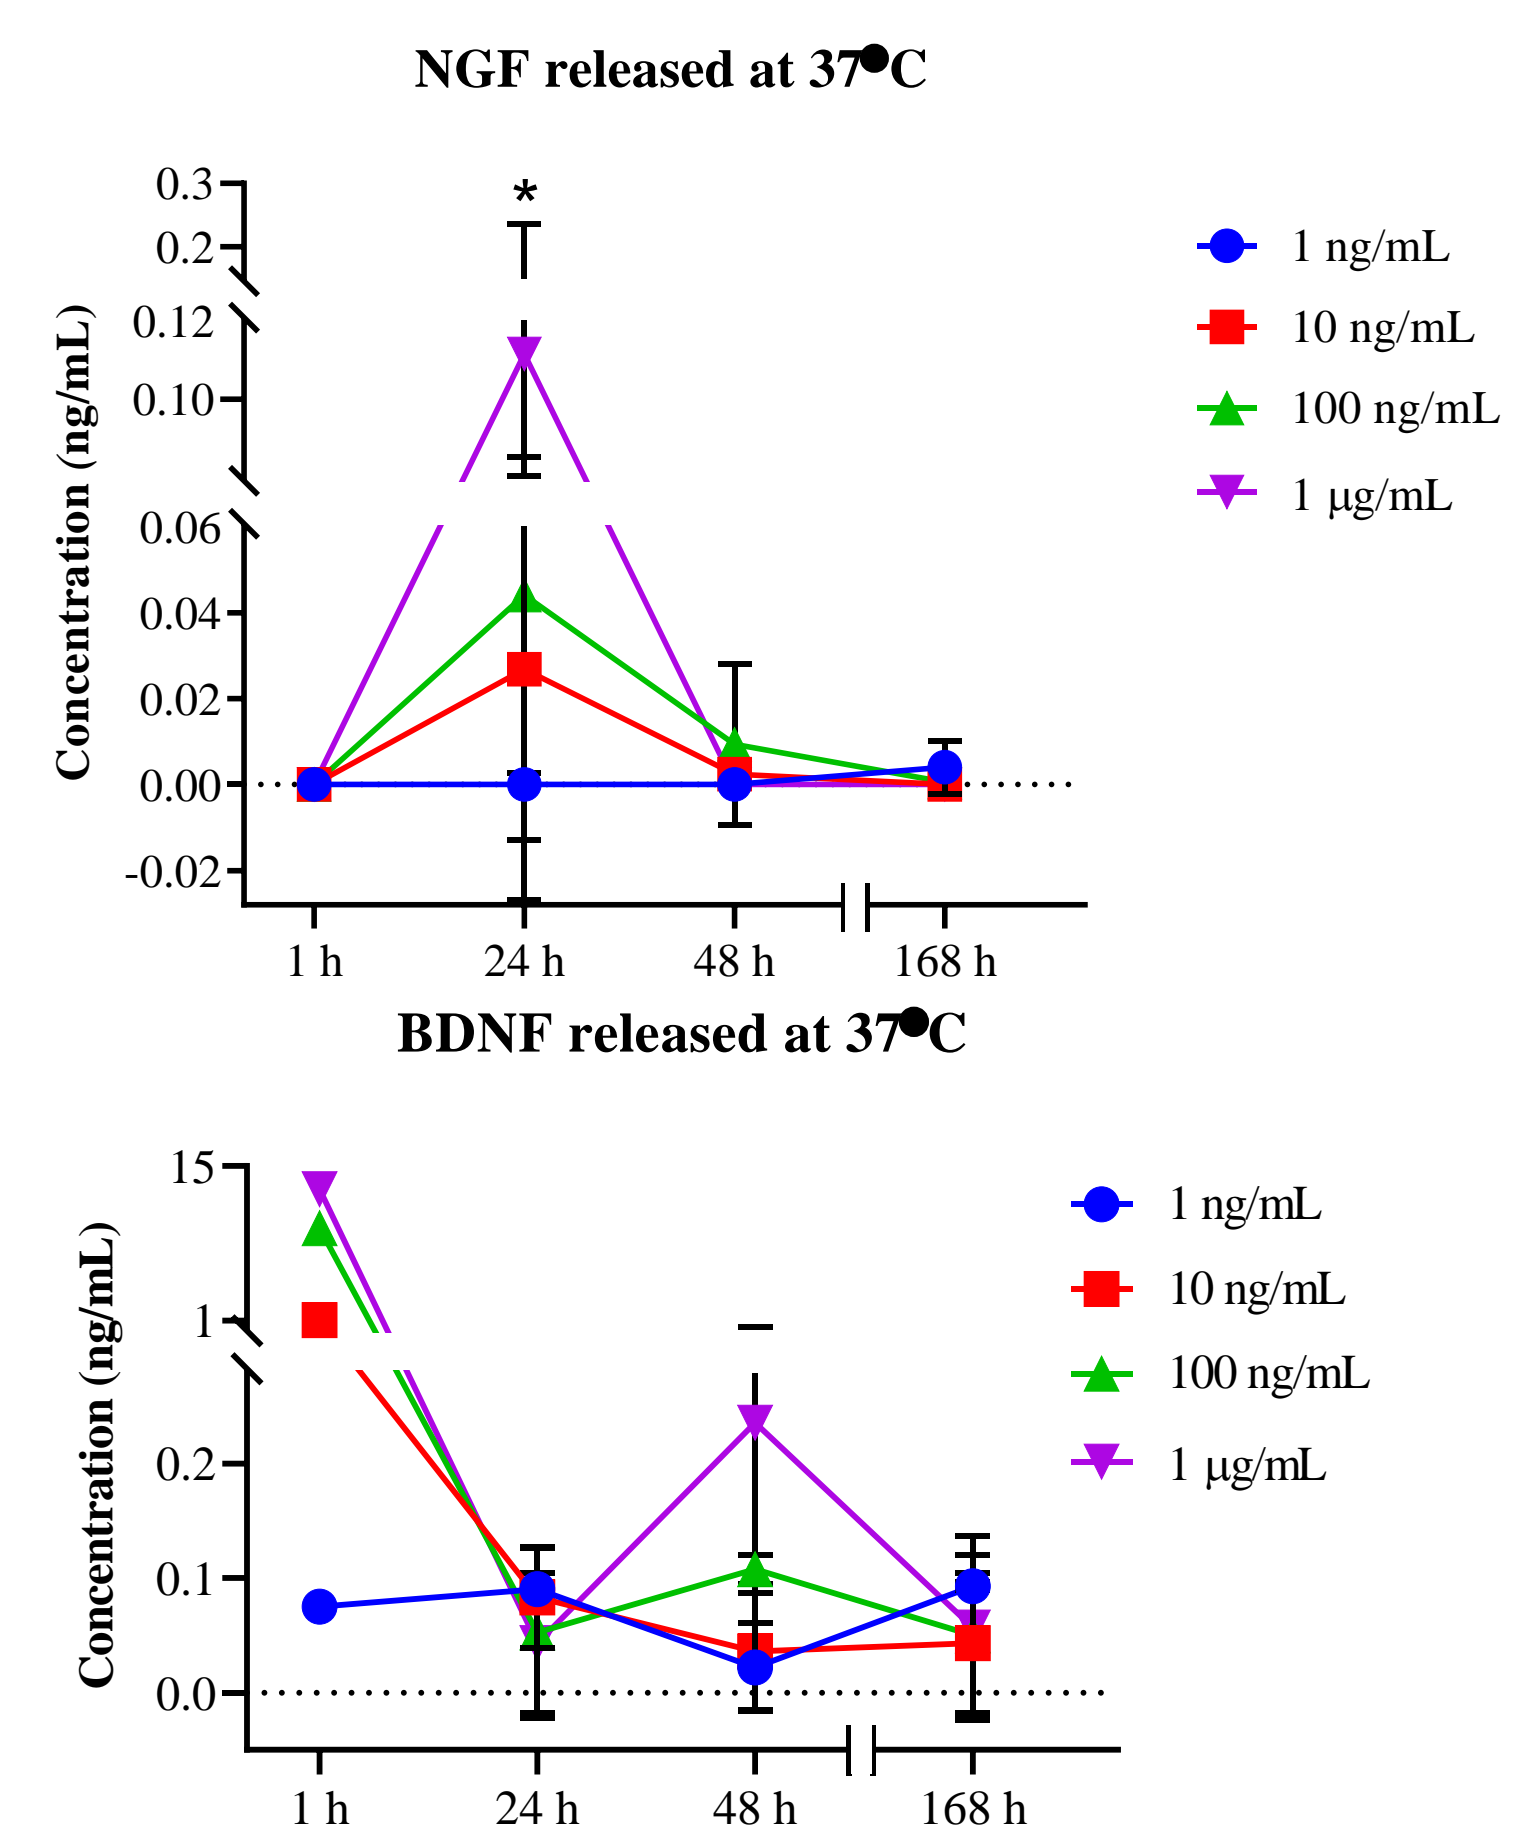 NGF released at 37●C
0.3
*
0.2
1 ng/mL
0.12
10 ng/mL
0.10
100 ng/mL
1 μg/mL
0.06
Concentration (ng/mL)
0.04
0.02
0.00
-0.02
1 h 24 h 48 h 168 h
BDNF released at 37●C
15
1 ng/mL
1
10 ng/mL
100 ng/mL
Concentration (ng/mL)
0.2
1 μg/mL
0.1
0.0
1 h 24 h 48 h 168 h